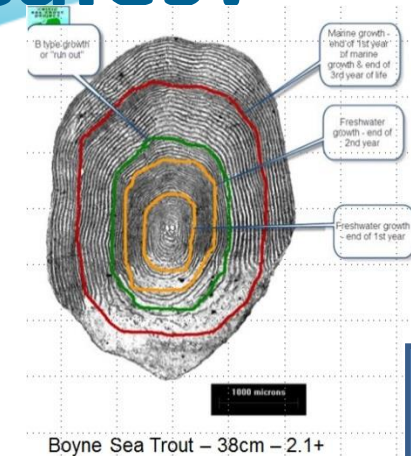 'B type growth'
or "run out"
Marine growth -
end of 1st year
of marine
growth & end of
3rd year of life
Freshwater
growth - end of
2nd year
Freshwater growth
- end of 1st year
1000 microns
Boyne Sea Trout – 38cm – 2.1+